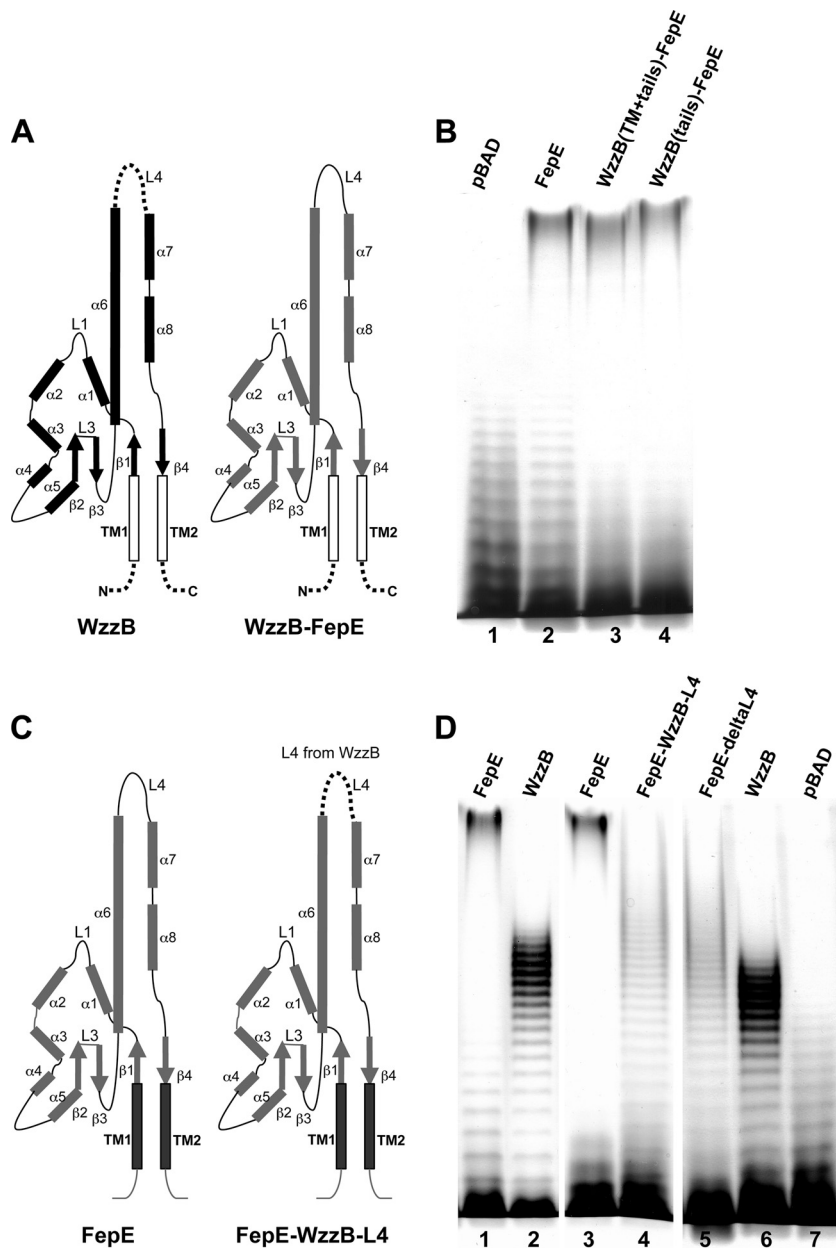 A
L4
α7
α6
α8
L1
α2
α1
α3
L3
α4
α5
β2
β3
β1
β4
TM1
TM2
N
C
WzzB
L4
α7
α6
α8
L1
α2
α1
α3
L3
α4
α5
β2
β3
β1
β4
TM1
TM2
N
C
WzzB-FepE
B
pBAD
FepE
WzzB(TM+tails)-FepE
WzzB(tails)-FepE
1 2 3 4
C
L4
α7
α6
α8
L1
α2
α1
α3
L3
α4
α5
β2
β3
β1
β4
TM1
TM2
FepE
L4 from WzzB
L4
α7
α6
α8
L1
α2
α1
α3
L3
α4
α5
β2
β3
β1
β4
TM1
TM2
FepE-WzzB-L4
D
FepE
WzzB
FepE
FepE-WzzB-L4
FepE-deltaL4
WzzB
pBAD
1 2 3 4 5 6 7